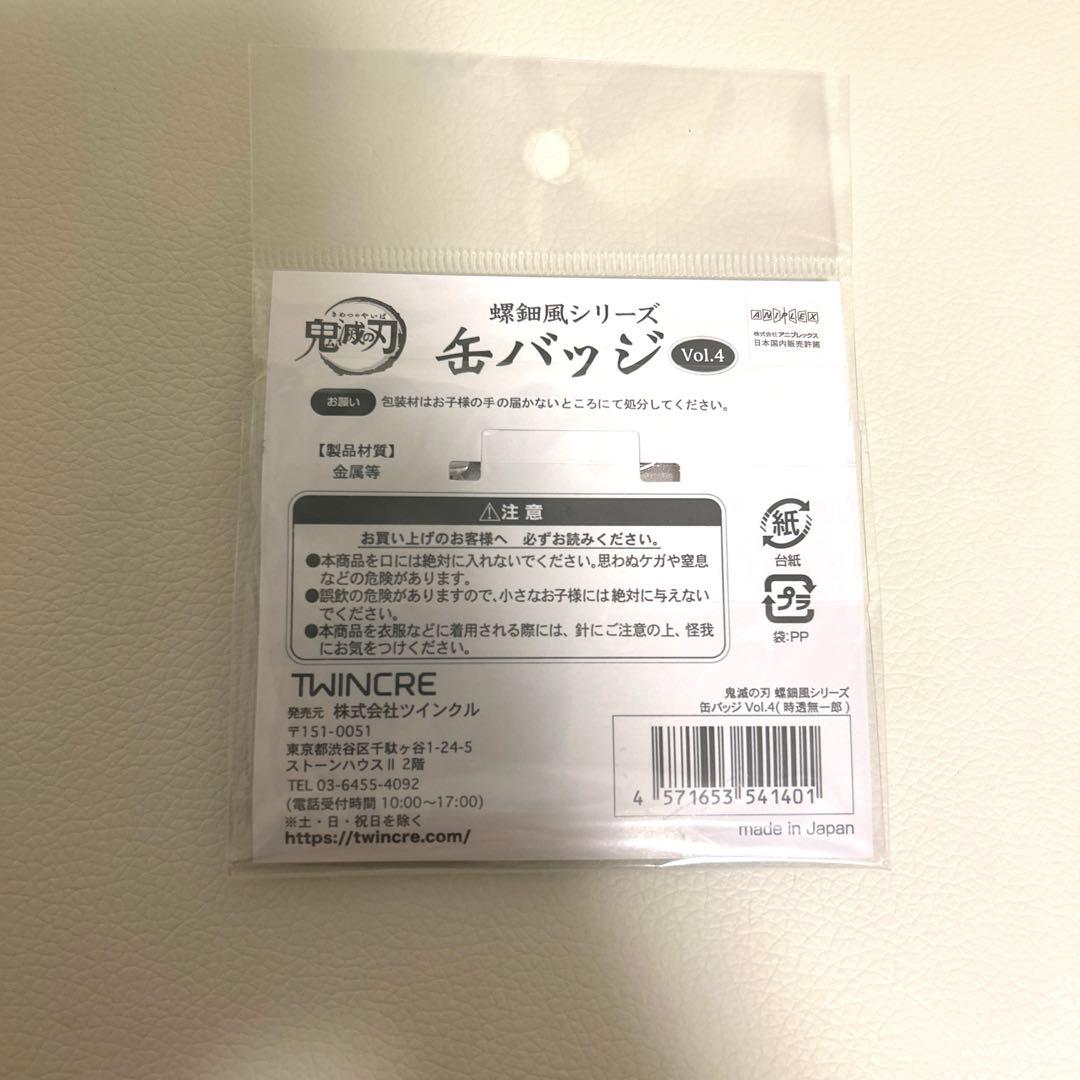 きめつのやいば
鬼滅の刃
螺鈿風シリーズ
缶バッジ Vol.4
ANIPLEX
株式会社アニプレックス
日本国内販売許諾
お願い 包装材はお子様の手の届かないところにて処分してください。
【製品材質】
金属等
⚠注意
お買い上げのお客様へ 必ずお読みください。
●本商品を口には絶対に入れないでください。思わぬケガや窒息
などの危険があります。
●誤飲の危険がありますので、小さなお子様には絶対に与えない
でください。
●本商品を衣服などに着用される際には、針にご注意の上、怪我
にお気をつけください。
紙
台紙
プラ
袋:PP
TWINCRE
発売元 株式会社ツインクル
〒151-0051
東京都渋谷区千駄ヶ谷1-24-5
ストーンハウスⅡ 2階
TEL 03-6455-4092
(電話受付時間 10:00〜17:00)
※土・日・祝日を除く
https://twincre.com/
鬼滅の刃 螺鈿風シリーズ
缶バッジ Vol.4(時透無一郎)
4 571653 541401
made in Japan